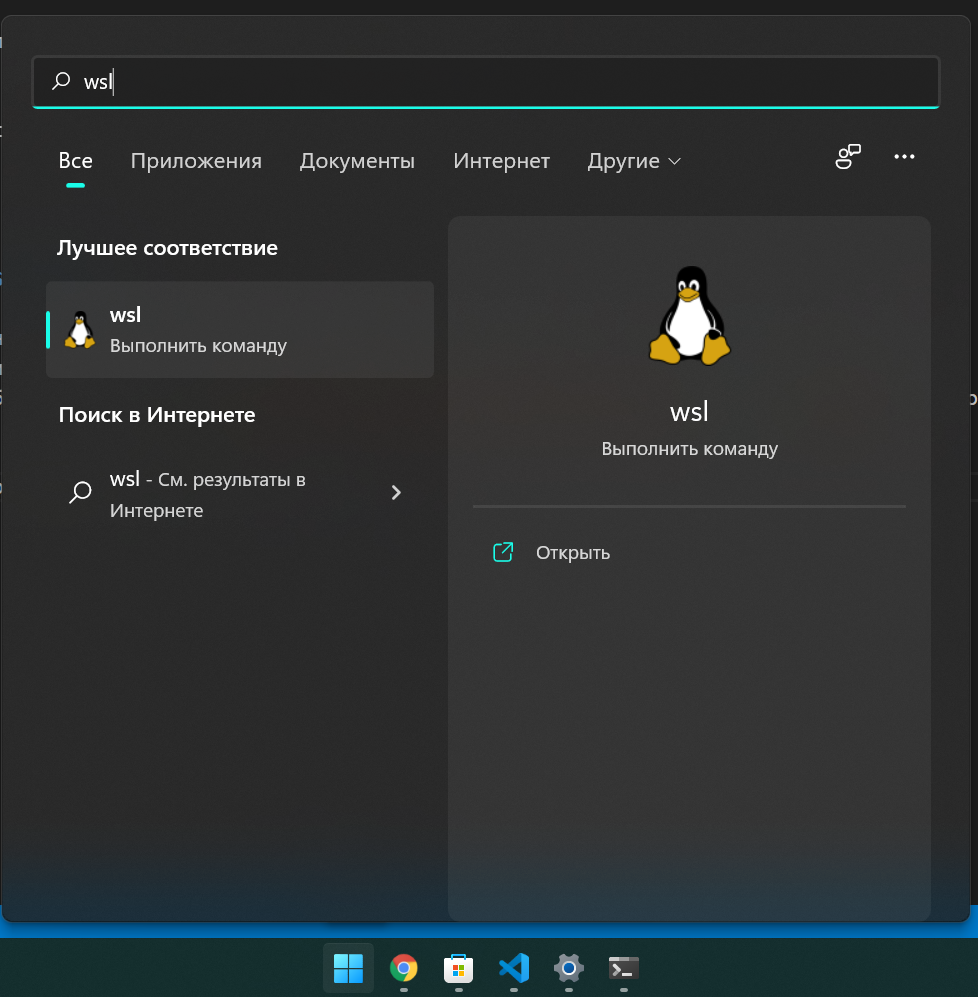 wsl
Все
Приложения
Документы
Интернет
Другие
Лучшее соответствие
wsl
Выполнить команду
Поиск в Интернете
wsl - См. результаты в
Интернете
wsl
Выполнить команду
Открыть